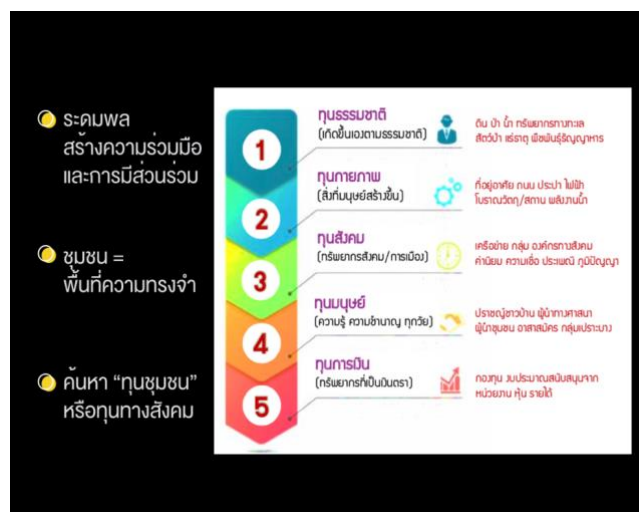 ระดมพล
สร้างความร่วมมือ
และการมีส่วนร่วม
ชุมชน =
พื้นที่ความทรงจำ
ค้นหา “ทุนชุมชน”
หรือทุนทางสังคม
1
ทุนธรรมชาติ
(เกิดขึ้นเองตามธรรมชาติ)
ดิน ป่า น้ำ ทรัพยากรทางทะเล
สัตว์ป่า แร่ธาตุ พืชพันธุ์ธัญญาหาร
2
ทุนกายภาพ
(สิ่งที่มนุษย์สร้างขึ้น)
ที่อยู่อาศัย ถนน ประปา ไฟฟ้า
โบราณวัตถุ/สถาน พลังงานน้ำ
3
ทุนสังคม
(ทรัพยากรสังคม/การเมือง)
เครือข่าย กลุ่ม องค์กรทางสังคม
ค่านิยม ความเชื่อ ประเพณี ภูมิปัญญา
4
ทุนมนุษย์
(ความรู้ ความชำนาญ ทุกวัย)
ปราชญ์ชาวบ้าน ผู้นำทางศาสนา
ผู้นำชุมชน อาสาสมัคร กลุ่มเปราะบาง
5
ทุนการเงิน
(ทรัพยากรที่เป็นเงินตรา)
กองทุน งบประมาณสนับสนุนจาก
หน่วยงาน หุ้น รายได้